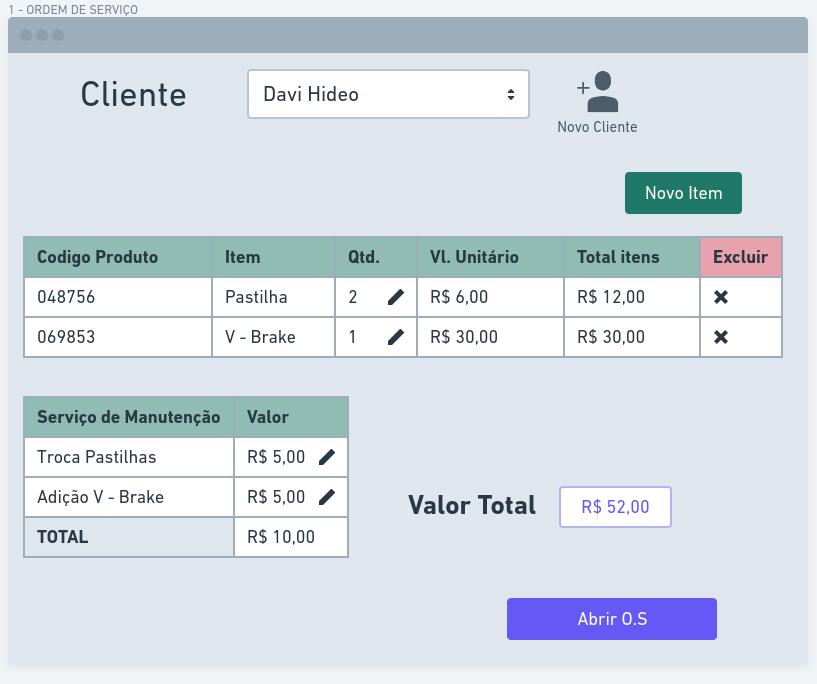 1 - ORDEM DE SERVIÇO
Cliente
Davi Hideo
+
Novo Cliente
Novo Item
Codigo Produto Item Qtd. Vl. Unitário Total itens Excluir
048756 Pastilha 2 R$ 6,00 R$ 12,00
069853 V - Brake 1 R$ 30,00 R$ 30,00
Serviço de Manutenção Valor
Troca Pastilhas R$ 5,00
Adição V - Brake R$ 5,00
TOTAL R$ 10,00
Valor Total R$ 52,00
Abrir O.S